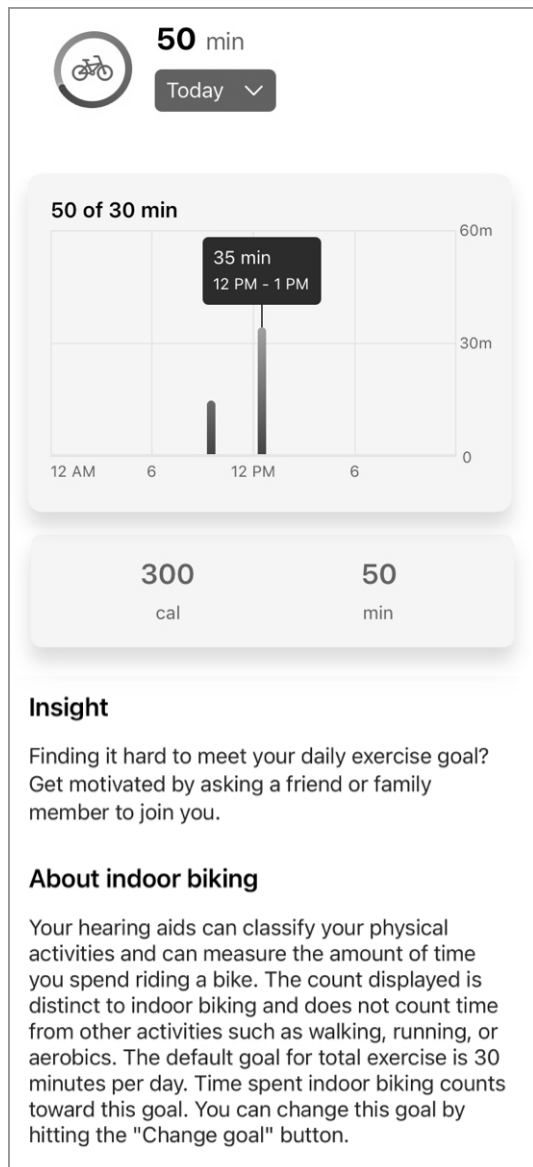 50 min
Today
50 of 30 min
60m
35 min
12 PM - 1 PM
30m
0
12 AM 6 12 PM 6
300 50
cal min
Insight
Finding it hard to meet your daily exercise goal?
Get motivated by asking a friend or family
member to join you.
About indoor biking
Your hearing aids can classify your physical
activities and can measure the amount of time
you spend riding a bike. The count displayed is
distinct to indoor biking and does not count time
from other activities such as walking, running, or
aerobics. The default goal for total exercise is 30
minutes per day. Time spent indoor biking counts
toward this goal. You can change this goal by
hitting the "Change goal" button.